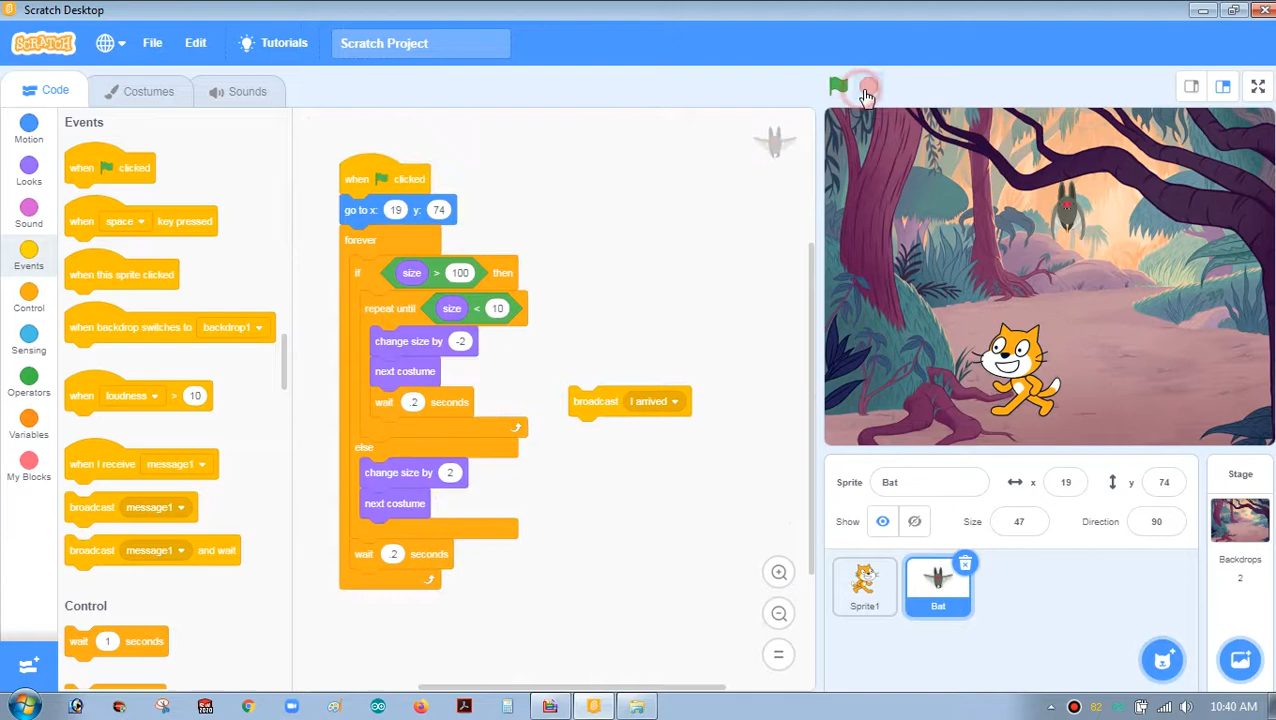 Scratch Desktop
SCRATCH
File
Edit
Tutorials
Scratch Project
Code
Costumes
Sounds
Motion
Looks
Sound
Events
Control
Sensing
Operators
Variables
My Blocks
Events
when clicked
when space key pressed
when this sprite clicked
when backdrop switches to backdrop1
when loudness > 10
when I receive message1
broadcast message1
broadcast message1 and wait
Control
wait 1 seconds
when clicked
go to x: 19 y: 74
forever
if size > 100 then
repeat until size < 10
change size by -2
next costume
wait .2 seconds
else
change size by 2
next costume
wait .2 seconds
broadcast I arrived
Sprite Bat x 19 y 74
Show Size 47 Direction 90
Sprite1
Bat
Stage
Backdrops
2
82
10:40 AM